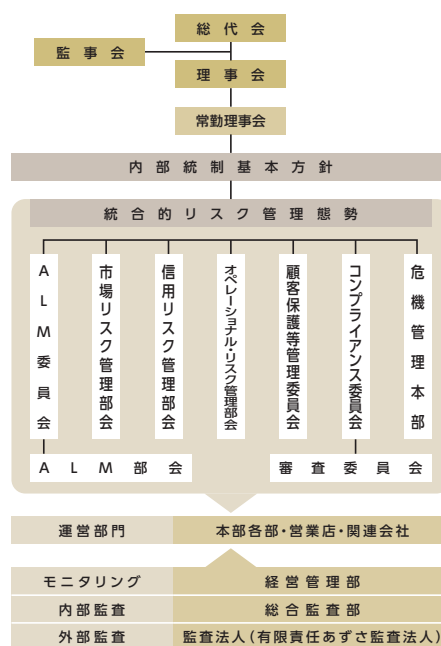 総代会
監事会
理事会
常勤理事会
内部統制基本方針
統合的リスク管理態勢
ALM委員会
市場リスク管理部会
信用リスク管理部会
オペレーショナル・リスク管理部会
顧客保護等管理委員会
コンプライアンス委員会
危機管理本部
ALM部会
審査委員会
運営部門 本部各部・営業店・関連会社
モニタリング 経営管理部
内部監査 総合監査部
外部監査 監査法人(有限責任あずさ監査法人)